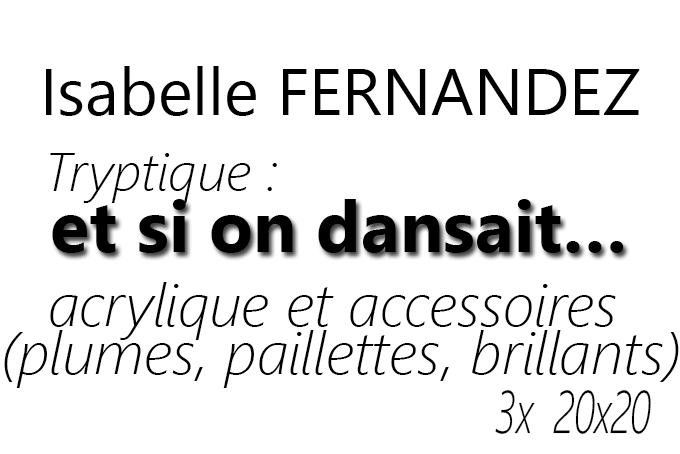 Isabelle FERNANDEZ
Tryptique :
et si on dansait...
acrylique et accessoires
(plumes, paillettes, brillants)
3x 20x20